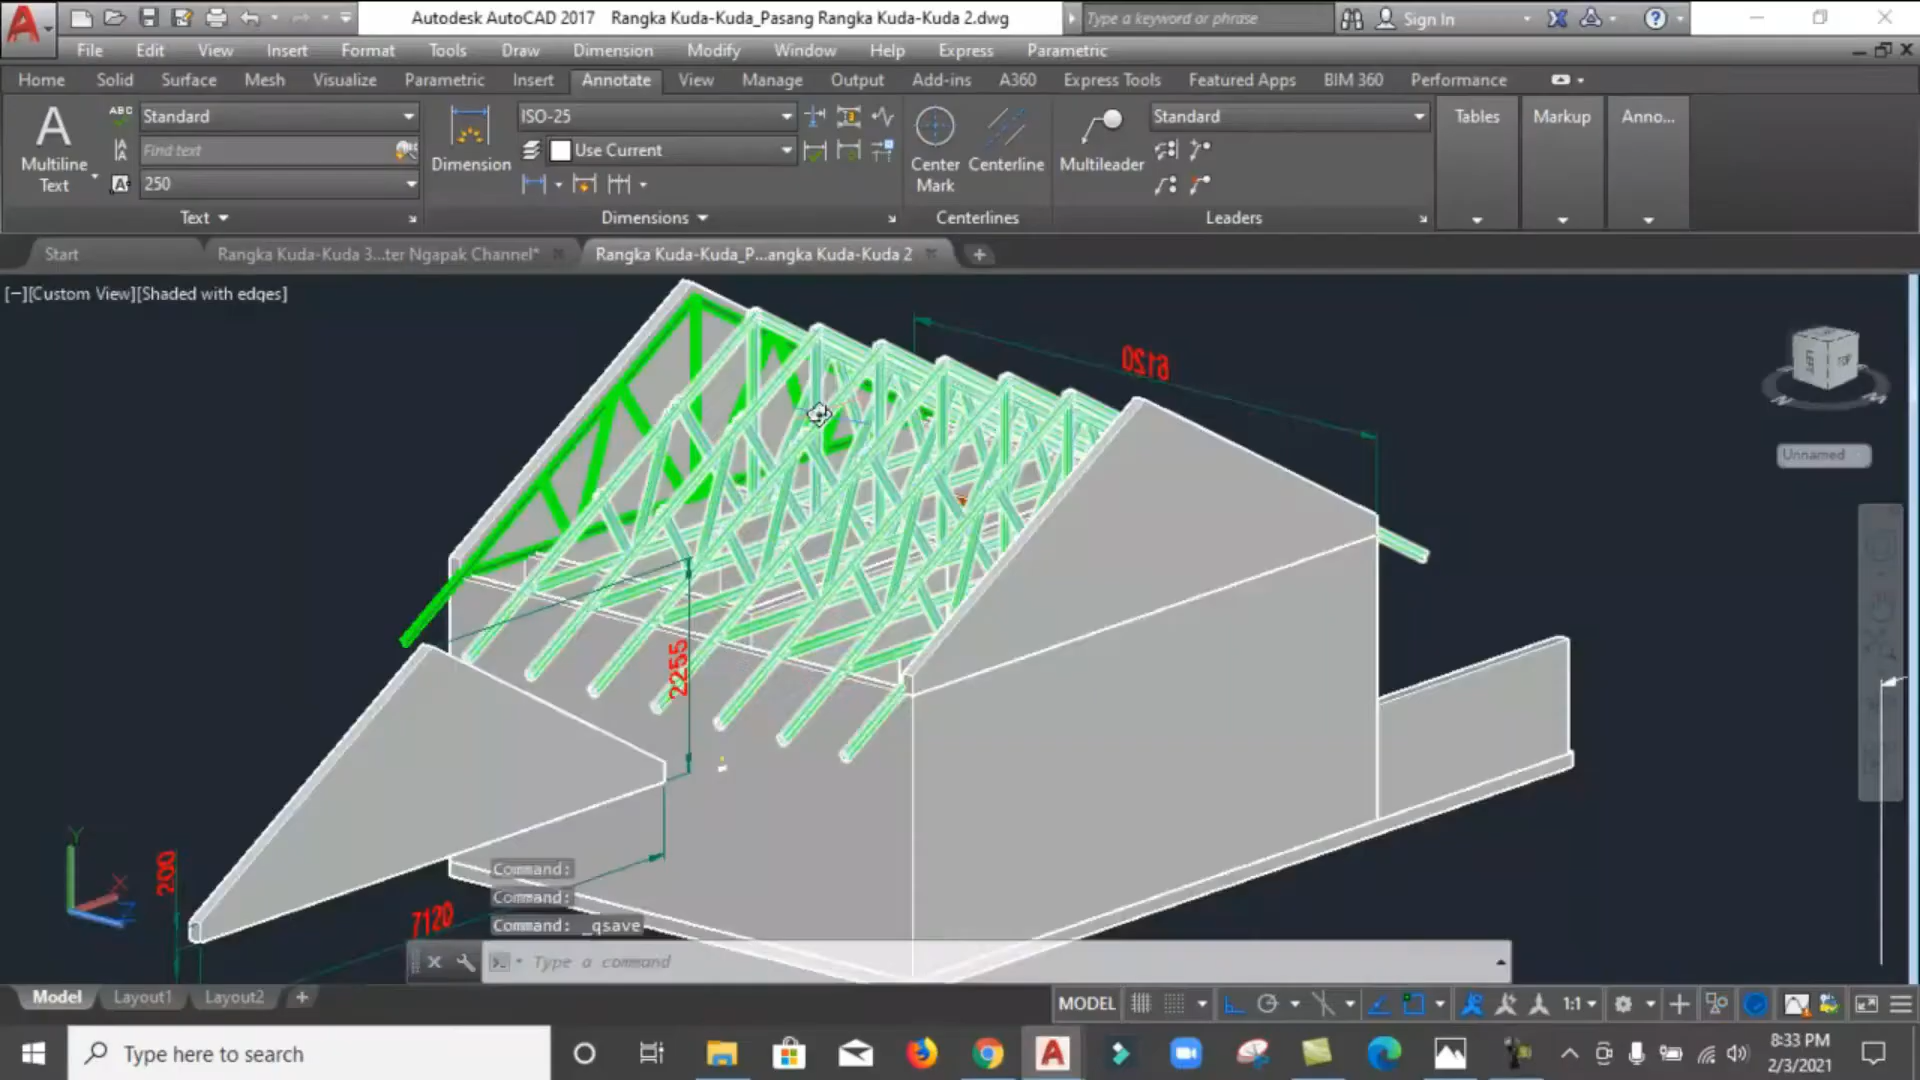 Autodesk AutoCAD 2017 Rangka Kuda-Kuda_Pasang Rangka Kuda-Kuda 2.dwg
Type a keyword or phrase
Sign In
File Edit View Insert Format Tools Draw Dimension Modify Window Help Express Parametric
Home Solid Surface Mesh Visualize Parametric Insert Annotate View Manage Output Add-ins A360 Express Tools Featured Apps BIM 360 Performance
A
Multiline
Text
ABC
Standard
Find text
250
Text
Dimension
ISO-25
Use Current
Dimensions
Center
Mark
Centerline
Centerlines
Multileader
Standard
Leaders
Tables
Markup
Anno...
Start
Rangka Kuda-Kuda 3...ter Ngapak Channel*
Rangka Kuda-Kuda_P...angka Kuda-Kuda 2
[−][Custom View][Shaded with edges]
6120
LEFT
TOP
Unnamed
2255
Y
X
Z
200
7120
Command:
Command:
Command: _qsave
Type a command
Model Layout1 Layout2 +
MODEL
1:1
Type here to search
8:33 PM
2/3/2021